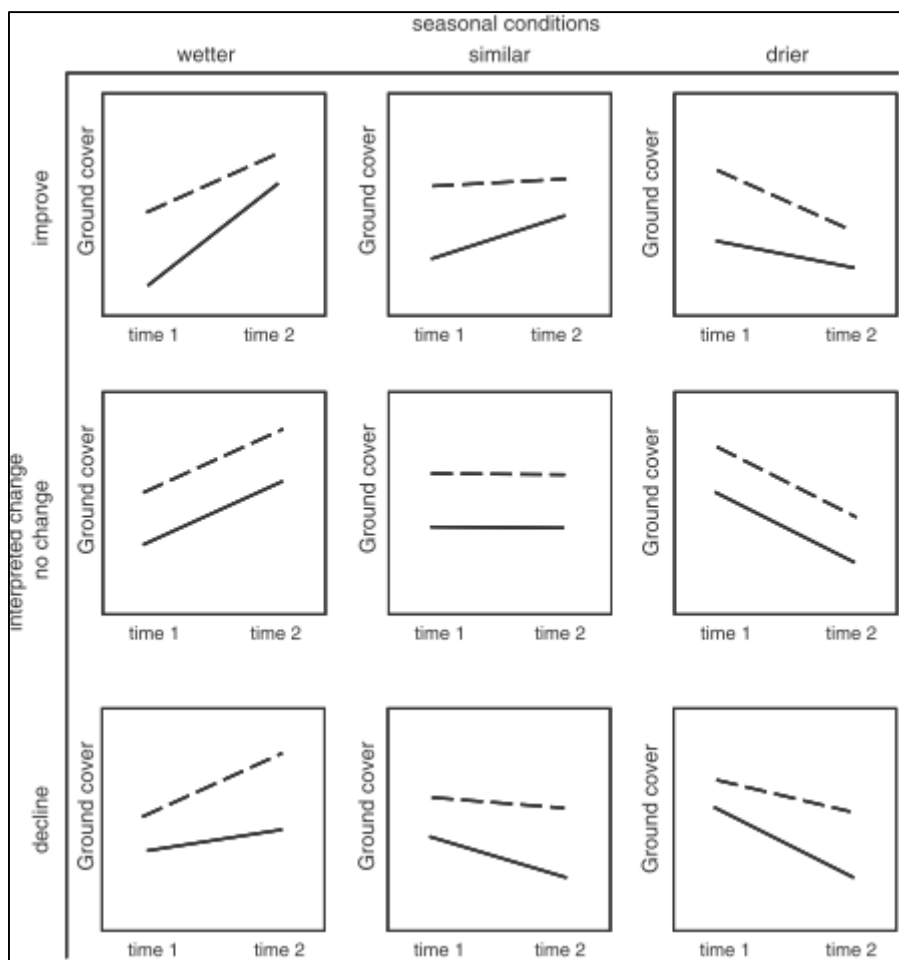 seasonal conditions
wetter similar drier
improve
Ground cover Ground cover Ground cover
time 1 time 2 time 1 time 2 time 1 time 2
interpreted change
no change
Ground cover Ground cover Ground cover
time 1 time 2 time 1 time 2 time 1 time 2
decline
Ground cover Ground cover Ground cover
time 1 time 2 time 1 time 2 time 1 time 2